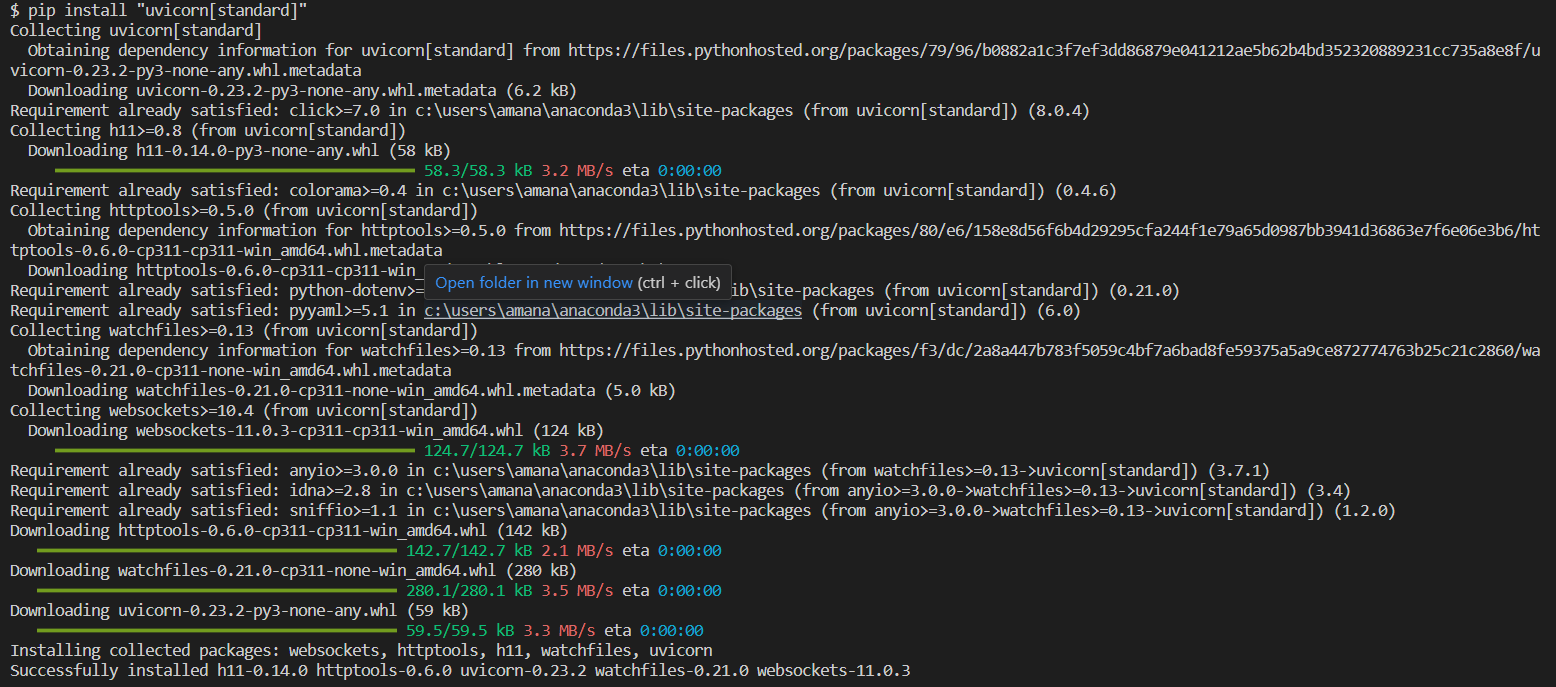 $ pip install "uvicorn[standard]"
Collecting uvicorn[standard]
Obtaining dependency information for uvicorn[standard] from https://files.pythonhosted.org/packages/79/96/b0882a1c3f7ef3dd86879e041212ae5b62b4bd352320889231cc735a8e8f/u
vicorn-0.23.2-py3-none-any.whl.metadata
Downloading uvicorn-0.23.2-py3-none-any.whl.metadata (6.2 kB)
Requirement already satisfied: click>=7.0 in c:\users\amana\anaconda3\lib\site-packages (from uvicorn[standard]) (8.0.4)
Collecting h11>=0.8 (from uvicorn[standard])
Downloading h11-0.14.0-py3-none-any.whl (58 kB)
58.3/58.3 kB 3.2 MB/s eta 0:00:00
Requirement already satisfied: colorama>=0.4 in c:\users\amana\anaconda3\lib\site-packages (from uvicorn[standard]) (0.4.6)
Collecting httptools>=0.5.0 (from uvicorn[standard])
Obtaining dependency information for httptools>=0.5.0 from https://files.pythonhosted.org/packages/80/e6/158e8d56f6b4d29295cfa244f1e79a65d0987bb3941d36863e7f6e06e3b6/ht
tptools-0.6.0-cp311-cp311-win_amd64.whl.metadata
Downloading httptools-0.6.0-cp311-cp311-win_
Open folder in new window (ctrl + click)
Requirement already satisfied: python-dotenv>= lib\site-packages (from uvicorn[standard]) (0.21.0)
Requirement already satisfied: pyyaml>=5.1 in c:\users\amana\anaconda3\lib\site-packages (from uvicorn[standard]) (6.0)
Collecting watchfiles>=0.13 (from uvicorn[standard])
Obtaining dependency information for watchfiles>=0.13 from https://files.pythonhosted.org/packages/f3/dc/2a8a447b783f5059c4bf7a6bad8fe59375a5a9ce872774763b25c21c2860/wa
tchfiles-0.21.0-cp311-none-win_amd64.whl.metadata
Downloading watchfiles-0.21.0-cp311-none-win_amd64.whl.metadata (5.0 kB)
Collecting websockets>=10.4 (from uvicorn[standard])
Downloading websockets-11.0.3-cp311-cp311-win_amd64.whl (124 kB)
124.7/124.7 kB 3.7 MB/s eta 0:00:00
Requirement already satisfied: anyio>=3.0.0 in c:\users\amana\anaconda3\lib\site-packages (from watchfiles>=0.13->uvicorn[standard]) (3.7.1)
Requirement already satisfied: idna>=2.8 in c:\users\amana\anaconda3\lib\site-packages (from anyio>=3.0.0->watchfiles>=0.13->uvicorn[standard]) (3.4)
Requirement already satisfied: sniffio>=1.1 in c:\users\amana\anaconda3\lib\site-packages (from anyio>=3.0.0->watchfiles>=0.13->uvicorn[standard]) (1.2.0)
Downloading httptools-0.6.0-cp311-cp311-win_amd64.whl (142 kB)
142.7/142.7 kB 2.1 MB/s eta 0:00:00
Downloading watchfiles-0.21.0-cp311-none-win_amd64.whl (280 kB)
280.1/280.1 kB 3.5 MB/s eta 0:00:00
Downloading uvicorn-0.23.2-py3-none-any.whl (59 kB)
59.5/59.5 kB 3.3 MB/s eta 0:00:00
Installing collected packages: websockets, httptools, h11, watchfiles, uvicorn
Successfully installed h11-0.14.0 httptools-0.6.0 uvicorn-0.23.2 watchfiles-0.21.0 websockets-11.0.3